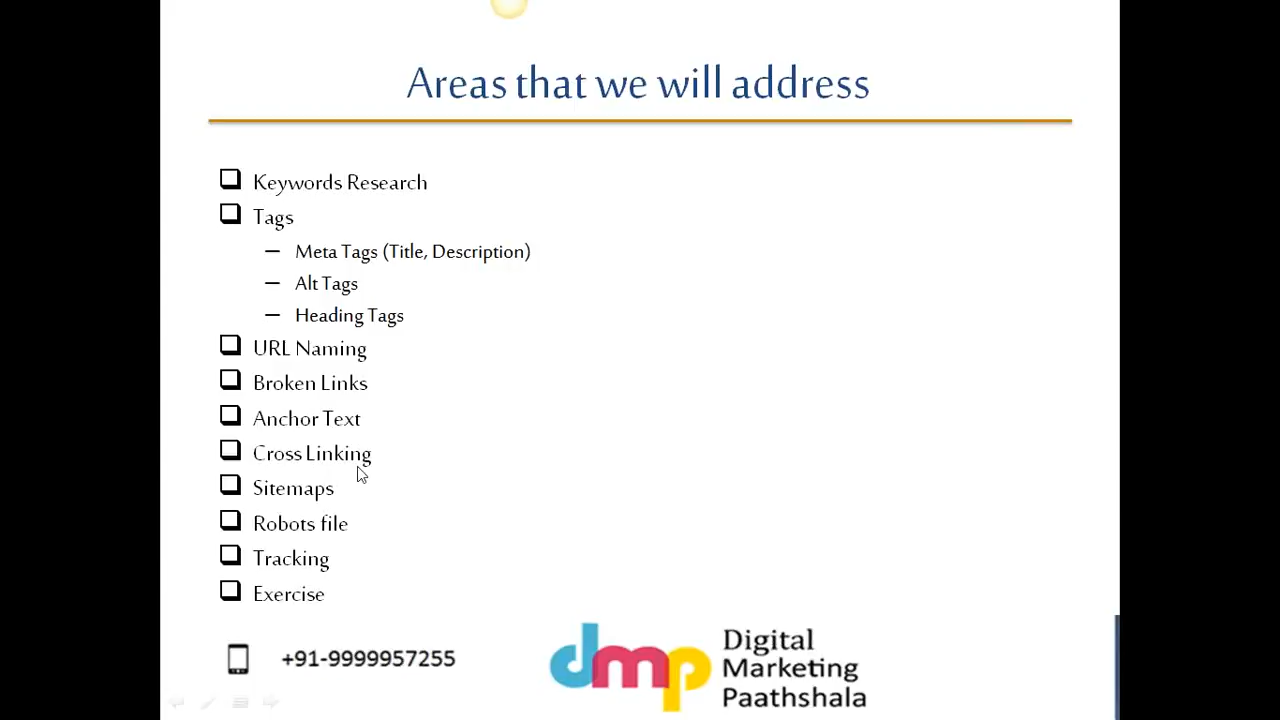 Areas that we will address
Keywords Research
Tags
– Meta Tags (Title, Description)
– Alt Tags
– Heading Tags
URL Naming
Broken Links
Anchor Text
Cross Linking
Sitemaps
Robots file
Tracking
Exercise
+91-9999957255
dmp
Digital
Marketing
Paathshala